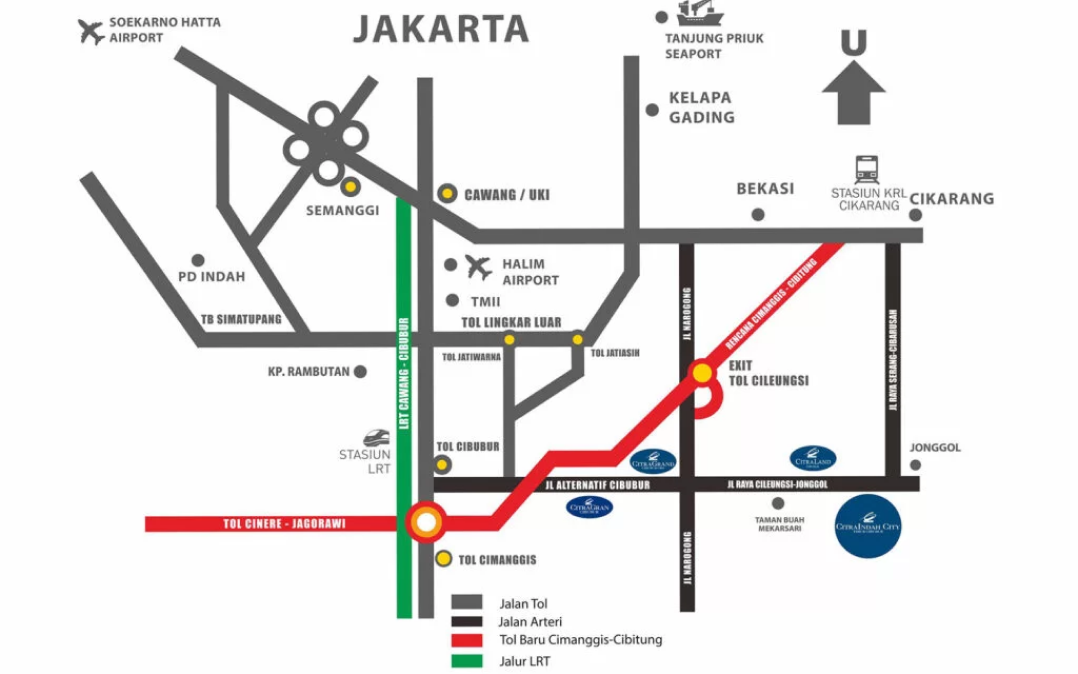 SOEKARNO HATTA
AIRPORT
JAKARTA
TANJUNG PRIUK
SEAPORT
U
KELAPA
GADING
BEKASI
STASIUN KRL
CIKARANG
CIKARANG
CAWANG / UKI
SEMANGGI
PD INDAH
HALIM
AIRPORT
TMII
TB SIMATUPANG
TOL LINGKAR LUAR
TOL JATIWARNA
TOL JATIASIH
JL NAROGONG
RENCANA CIMANGGIS - CIBITUNG
JL RAYA SERANG-CIBARUSAH
KP. RAMBUTAN
LRT CAWANG - CIBUBUR
EXIT
TOL CILEUNGSI
STASIUN
LRT
TOL CIBUBUR
CITRAGRAND
CITRALAND
JONGGOL
JL ALTERNATIF CIBUBUR
JL RAYA CILEUNGSI-JONGGOL
CITRAGRAN
TAMAN BUAH
MEKARSARI
CITRAINDAH CITY
TOL CINERE - JAGORAWI
TOL CIMANGGIS
JL NAROGONG
Jalan Tol
Jalan Arteri
Tol Baru Cimanggis-Cibitung
Jalur LRT